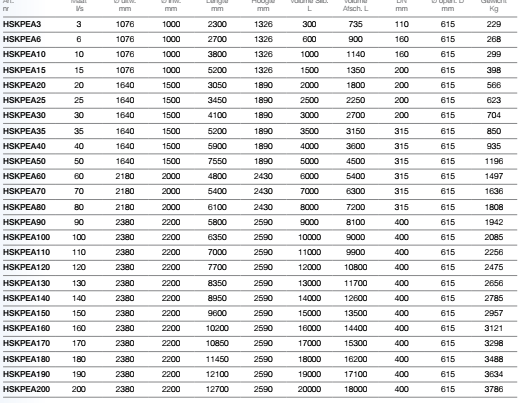 nr l/s mm mm mm mm L Afsch. L mm mm Kg
HSKPEA3 3 1076 1000 2300 1326 300 735 110 615 229
HSKPEA6 6 1076 1000 2700 1326 600 900 160 615 268
HSKPEA10 10 1076 1000 3800 1326 1000 1140 160 615 299
HSKPEA15 15 1076 1000 5200 1326 1500 1350 200 615 398
HSKPEA20 20 1640 1500 3050 1890 2000 1800 200 615 566
HSKPEA25 25 1640 1500 3450 1890 2500 2250 200 615 623
HSKPEA30 30 1640 1500 4100 1890 3000 2700 200 615 704
HSKPEA35 35 1640 1500 5200 1890 3500 3150 315 615 850
HSKPEA40 40 1640 1500 5900 1890 4000 3600 315 615 935
HSKPEA50 50 1640 1500 7550 1890 5000 4500 315 615 1196
HSKPEA60 60 2180 2000 4800 2430 6000 5400 315 615 1497
HSKPEA70 70 2180 2000 5400 2430 7000 6300 315 615 1636
HSKPEA80 80 2180 2000 6100 2430 8000 7200 315 615 1808
HSKPEA90 90 2380 2200 5800 2590 9000 8100 400 615 1942
HSKPEA100 100 2380 2200 6350 2590 10000 9000 400 615 2085
HSKPEA110 110 2380 2200 7000 2590 11000 9900 400 615 2256
HSKPEA120 120 2380 2200 7700 2590 12000 10800 400 615 2475
HSKPEA130 130 2380 2200 8350 2590 13000 11700 400 615 2656
HSKPEA140 140 2380 2200 8950 2590 14000 12600 400 615 2785
HSKPEA150 150 2380 2200 9600 2590 15000 13500 400 615 2957
HSKPEA160 160 2380 2200 10200 2590 16000 14400 400 615 3121
HSKPEA170 170 2380 2200 10850 2590 17000 15300 400 615 3298
HSKPEA180 180 2380 2200 11450 2590 18000 16200 400 615 3488
HSKPEA190 190 2380 2200 12100 2590 19000 17100 400 615 3634
HSKPEA200 200 2380 2200 12700 2590 20000 18000 400 615 3786